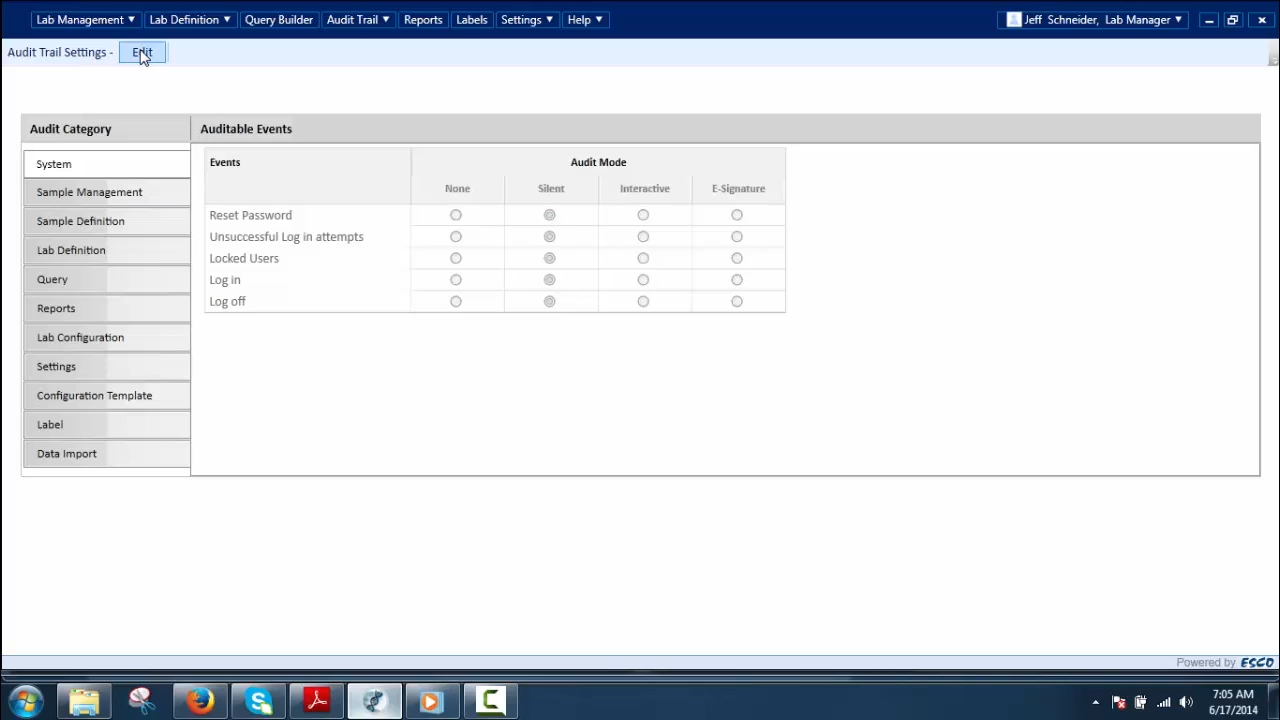 Lab Management Lab Definition Query Builder Audit Trail Reports Labels Settings Help Jeff Schneider, Lab Manager
Audit Trail Settings - Edit
Audit Category Auditable Events
System
Sample Management
Sample Definition
Lab Definition
Query
Reports
Lab Configuration
Settings
Configuration Template
Label
Data Import
Events Audit Mode
None Silent Interactive E-Signature
Reset Password
Unsuccessful Log in attempts
Locked Users
Log in
Log off
Powered by ESCO
7:05 AM
6/17/2014